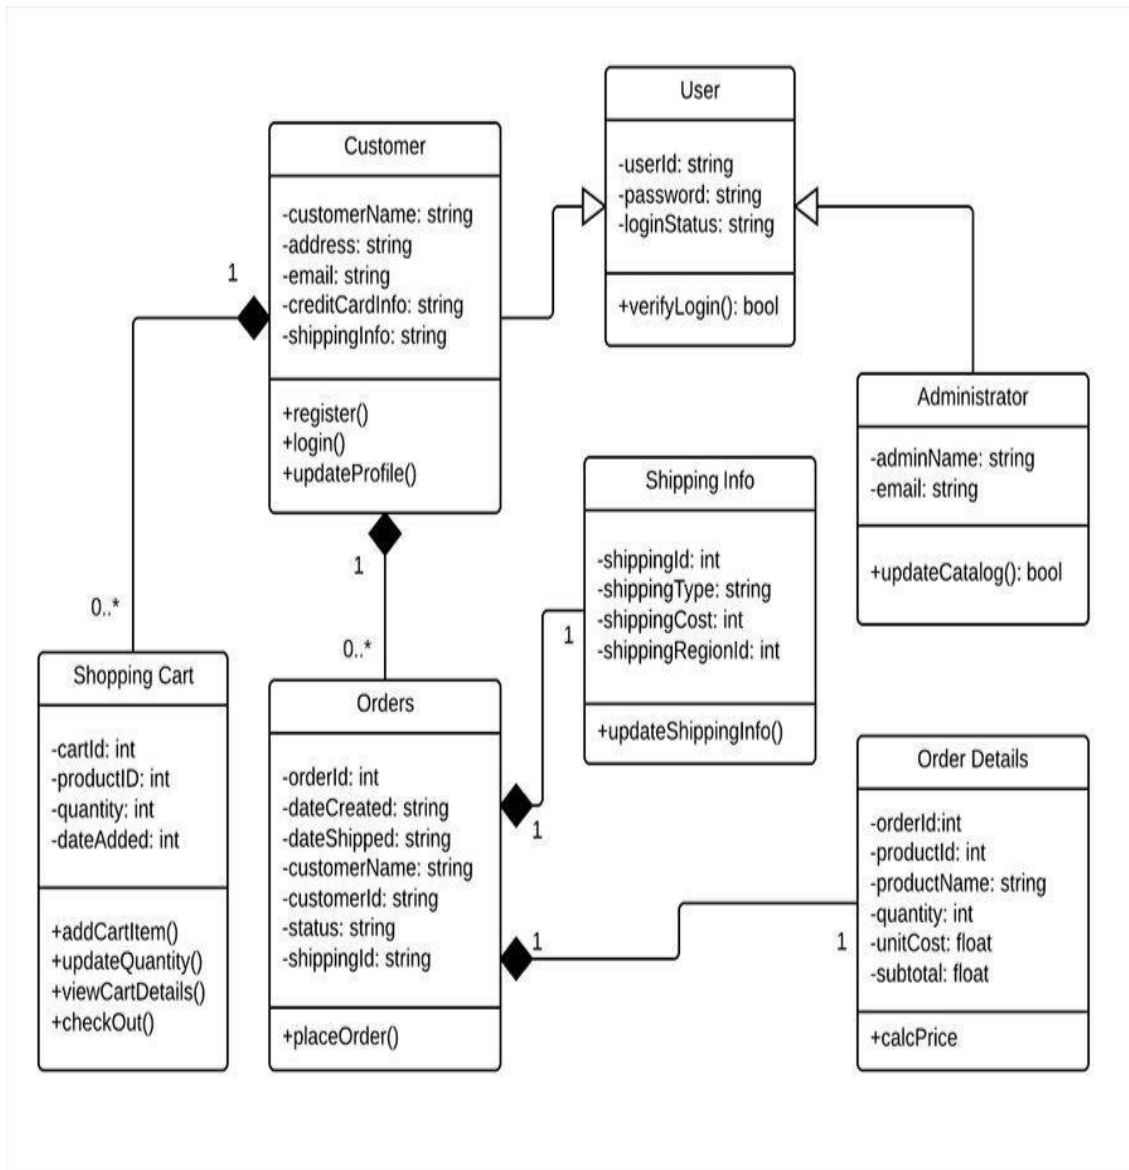 User
-userId: string
-password: string
-loginStatus: string
+verifyLogin(): bool
Customer
-customerName: string
-address: string
-email: string
-creditCardInfo: string
-shippingInfo: string
+register()
+login()
+updateProfile()
1
0..*
1
0..*
Administrator
-adminName: string
-email: string
+updateCatalog(): bool
Shipping Info
-shippingId: int
-shippingType: string
-shippingCost: int
-shippingRegionId: int
+updateShippingInfo()
1
1
Shopping Cart
-cartId: int
-productID: int
-quantity: int
-dateAdded: int
+addCartItem()
+updateQuantity()
+viewCartDetails()
+checkOut()
Orders
-orderId: int
-dateCreated: string
-dateShipped: string
-customerName: string
-customerId: string
-status: string
-shippingId: string
+placeOrder()
1
1
Order Details
-orderId:int
-productId: int
-productName: string
-quantity: int
-unitCost: float
-subtotal: float
+calcPrice